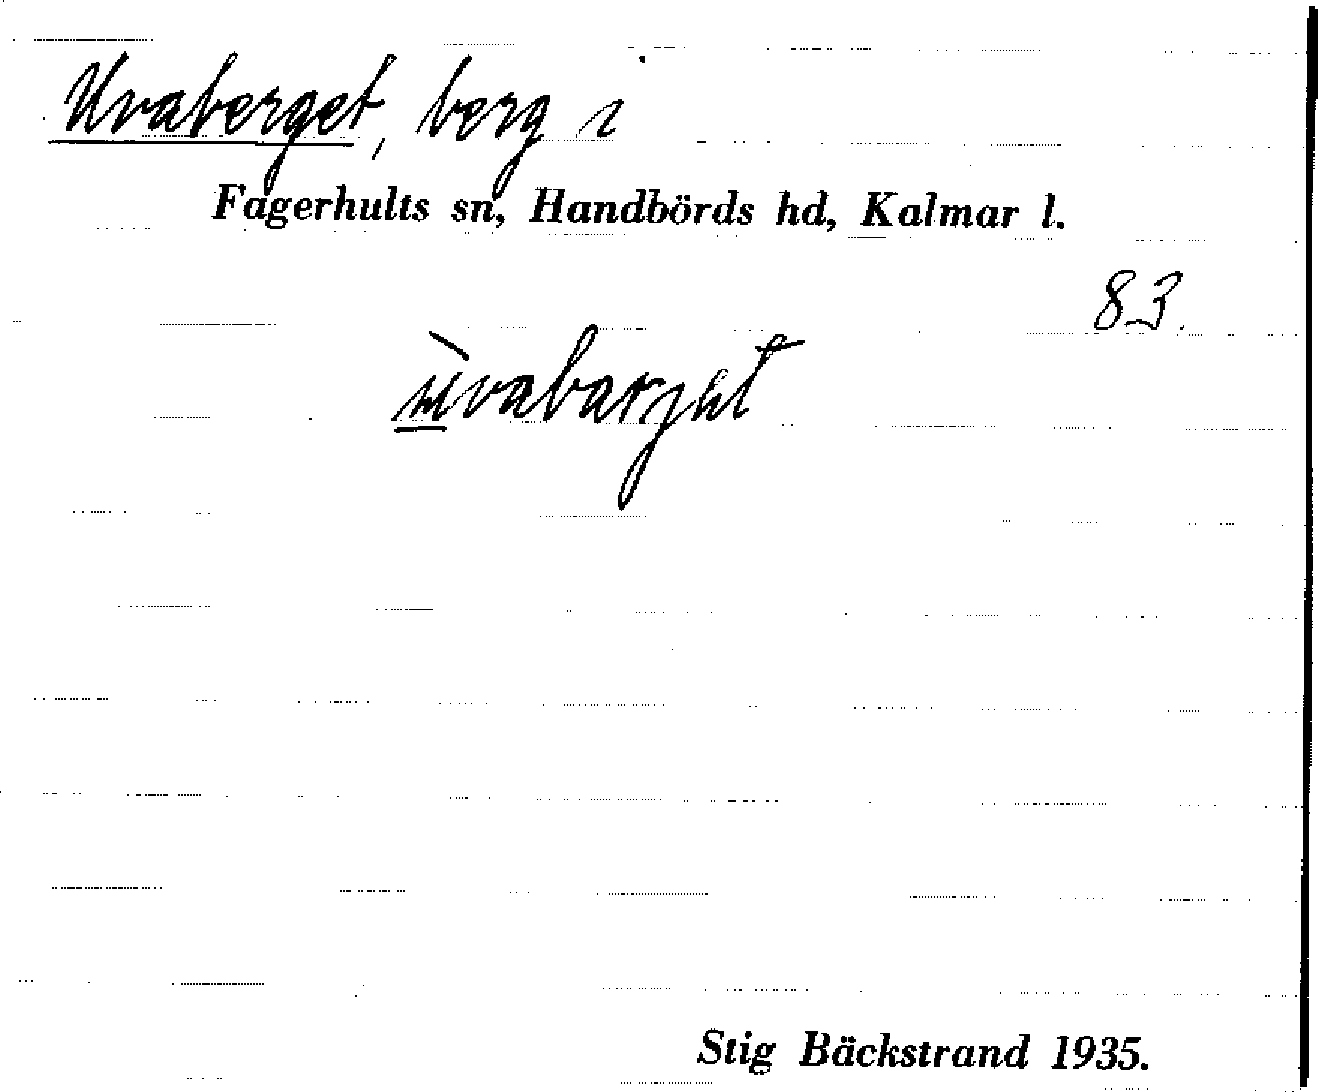 Uvaberget, berg i
Fagerhults sn, Handbörds hd, Kalmar l.
83.
Stig Bäckstrand 1935.